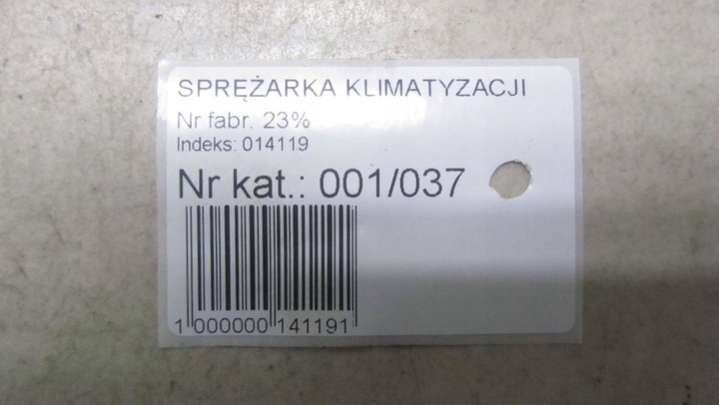 SPRĘŻARKA KLIMATYZACJI
Nr fabr. 23%
Indeks: 014119
Nr kat.: 001/037
1 000000 141191